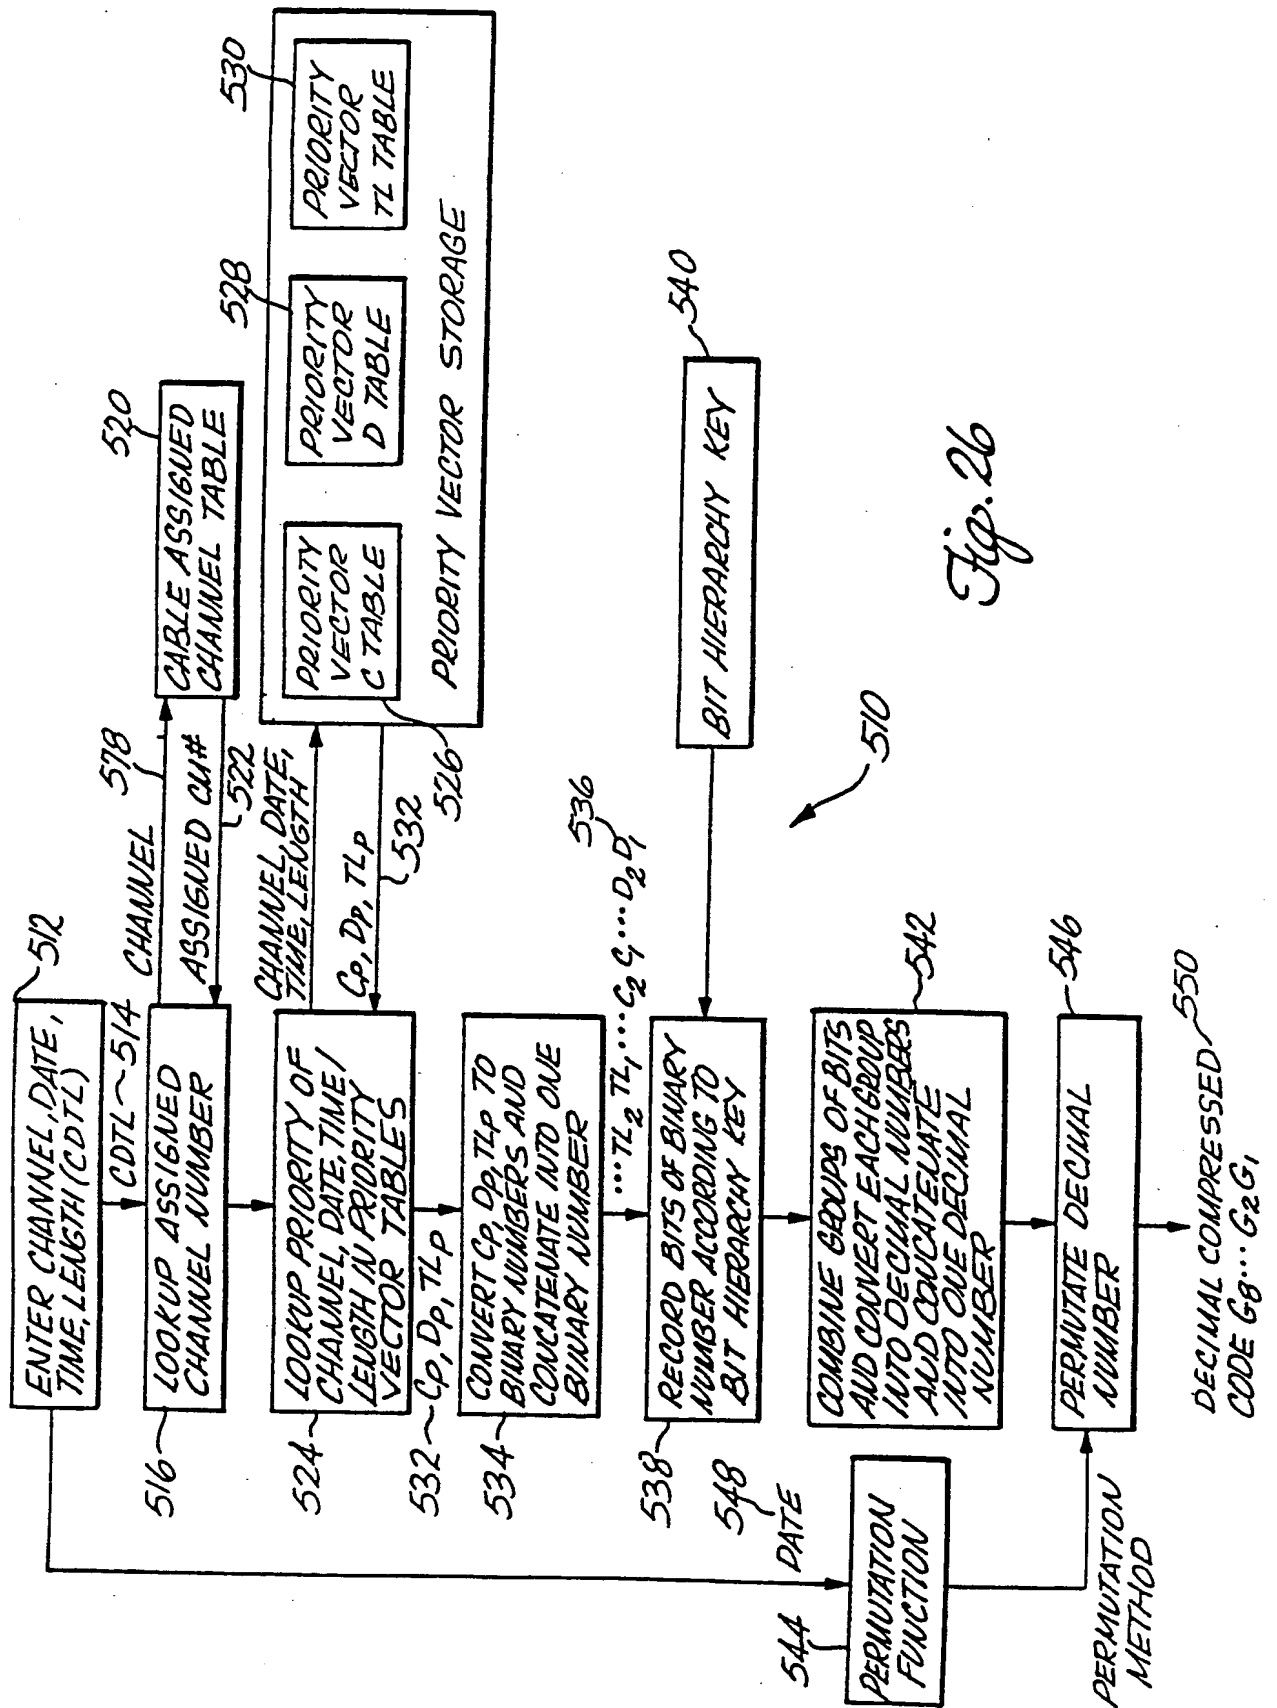 512
ENTER CHANNEL, DATE,
TIME, LENGTH (CDTL)
CDTL 514
516
LOOKUP ASSIGNED
CHANNEL NUMBER
CHANNEL
578
ASSIGNED CH#
522
520
CABLE ASSIGNED
CHANNEL TABLE
524
LOOKUP PRIORITY OF
CHANNEL, DATE, TIME/
LENGTH IN PRIORITY
VECTOR TABLES
CHANNEL, DATE,
TIME, LENGTH
CP, DP, TLP
532
526
PRIORITY
VECTOR
C TABLE
528
PRIORITY
VECTOR
D TABLE
530
PRIORITY
VECTOR
TL TABLE
PRIORITY VECTOR STORAGE
532 CP, DP, TLP
534
CONVERT CP, DP, TLP TO
BINARY NUMBERS AND
CONCATENATE INTO ONE
BINARY NUMBER
...TL2 TL1...C2 C1...D2 D1
536
538
RECORD BITS OF BINARY
NUMBER ACCORDING TO
BIT HIERARCHY KEY
540
BIT HIERARCHY KEY
510
542
COMBINE GROUPS OF BITS
AND CONVERT EACH GROUP
INTO DECIMAL NUMBERS
AND CONCATENATE
INTO ONE DECIMAL
NUMBER
548
DATE
544
PERMUTATION
FUNCTION
PERMUTATION
METHOD
546
PERMUTATE DECIMAL
NUMBER
DECIMAL COMPRESSED 550
CODE G8...G2G1
Fig. 26